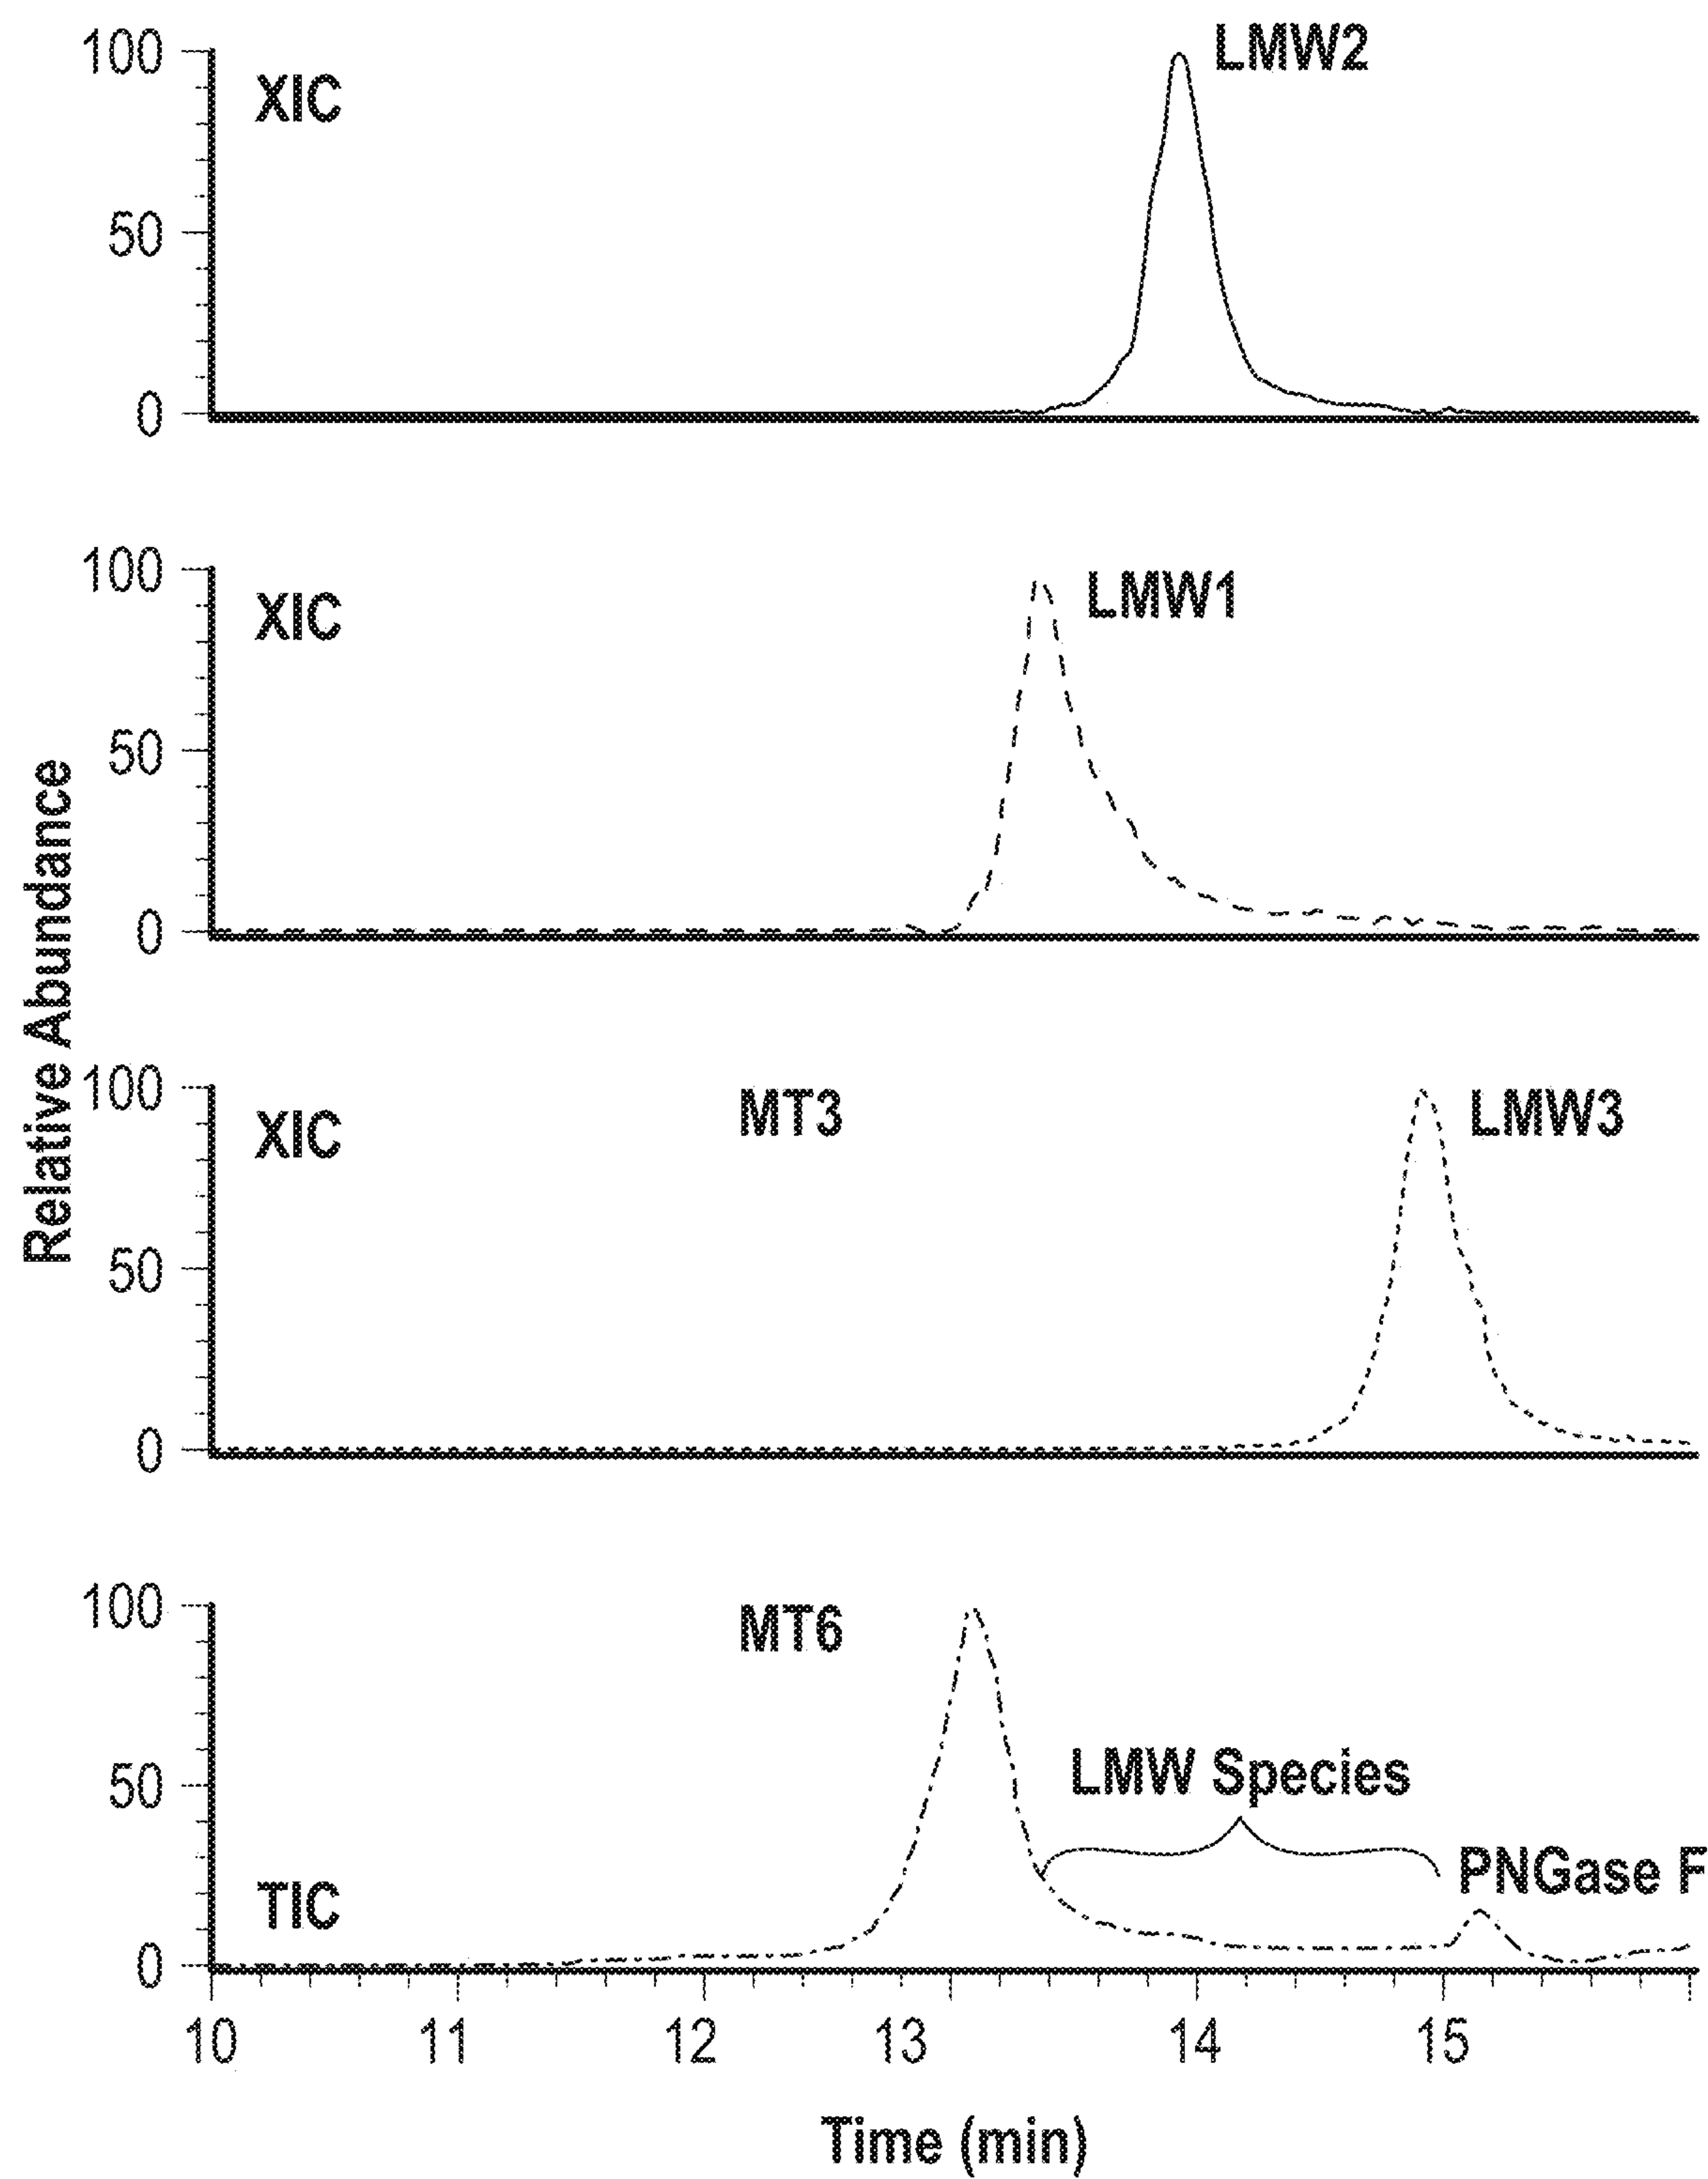 100
LMW2
XIC
50
0
100
LMW1
XIC
50
0
Relative Abundance
100
MT3
LMW3
XIC
50
0
100
MT6
50
LMW Species
PNGase F
TIC
0
10 11 12 13 14 15
Time (min)